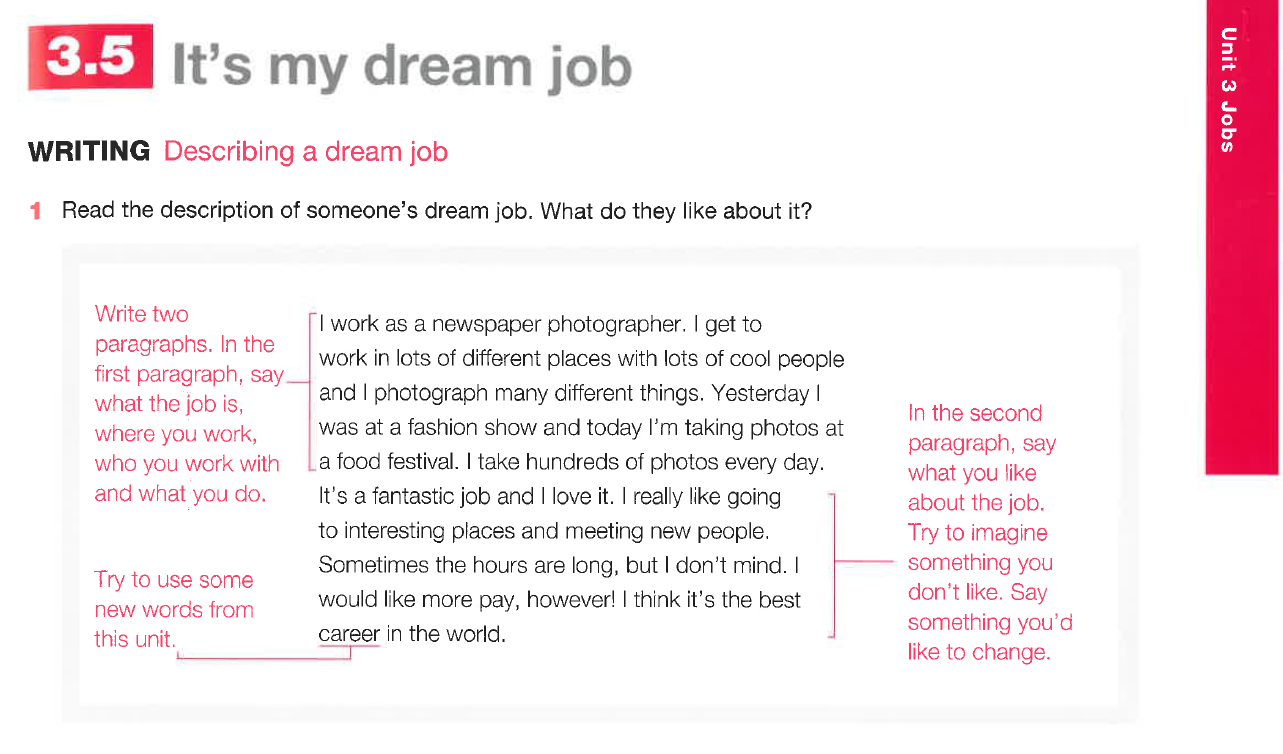 3.5 It's my dream job
Unit 3 Jobs
WRITING Describing a dream job
1 Read the description of someone's dream job. What do they like about it?
Write two
paragraphs. In the
first paragraph, say
what the job is,
where you work,
who you work with
and what you do.
Try to use some
new words from
this unit.
I work as a newspaper photographer. I get to
work in lots of different places with lots of cool people
and I photograph many different things. Yesterday I
was at a fashion show and today I'm taking photos at
a food festival. I take hundreds of photos every day.
It's a fantastic job and I love it. I really like going
to interesting places and meeting new people.
Sometimes the hours are long, but I don't mind. I
would like more pay, however! I think it's the best
career in the world.
In the second
paragraph, say
what you like
about the job.
Try to imagine
something you
don't like. Say
something you'd
like to change.